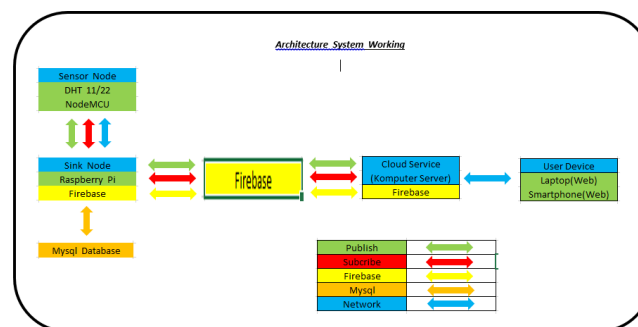 Architecture System Working
Sensor Node
DHT 11/22
NodeMCU
Sink Node
Raspberry Pi
Firebase
Mysql Database
Firebase
Cloud Service
(Komputer Server)
Firebase
User Device
Laptop(Web)
Smartphone(Web)
Publish
Subcribe
Firebase
Mysql
Network